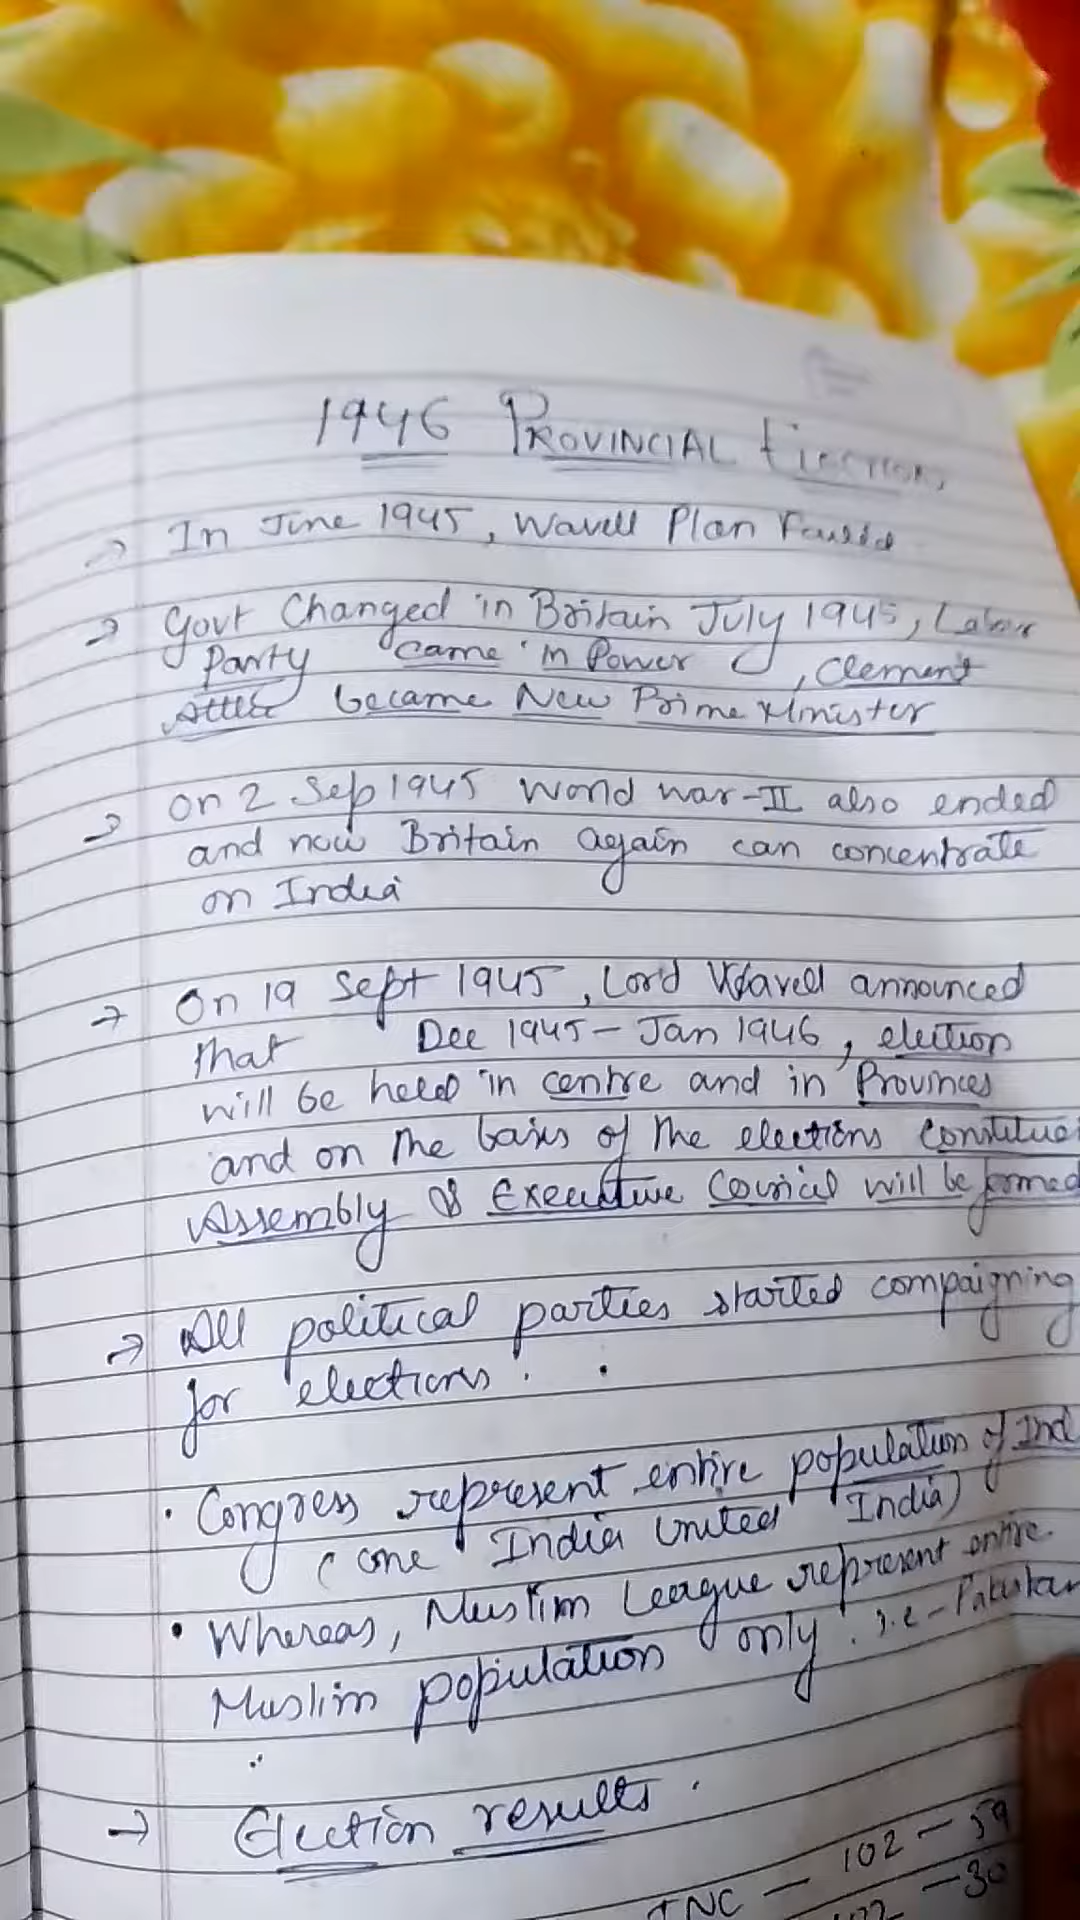 1946 PROVINCIAL Elections
→ In June 1945, Wavell Plan Failed
→ Govt Changed in Britain July 1945, Labor
Party came in Power, Clement
Attlee became New Prime Minister
→ On 2 Sep 1945 World war-II also ended
and now Britain again can concentrate
on India
→ On 19 Sept 1945, Lord Wavell announced
that Dec 1945 - Jan 1946, election
will be held in centre and in Provinces
and on the basis of the elections Constitue
Assembly & Executive Council will be formed
→ All political parties started compaigning
for elections.
• Congress represent entire population of Ind
(one India United India)
• Whereas, Muslim League represent entire
Muslim population only. i.e - Pakistan
→ Election results.
INC - 102 - 59
-30